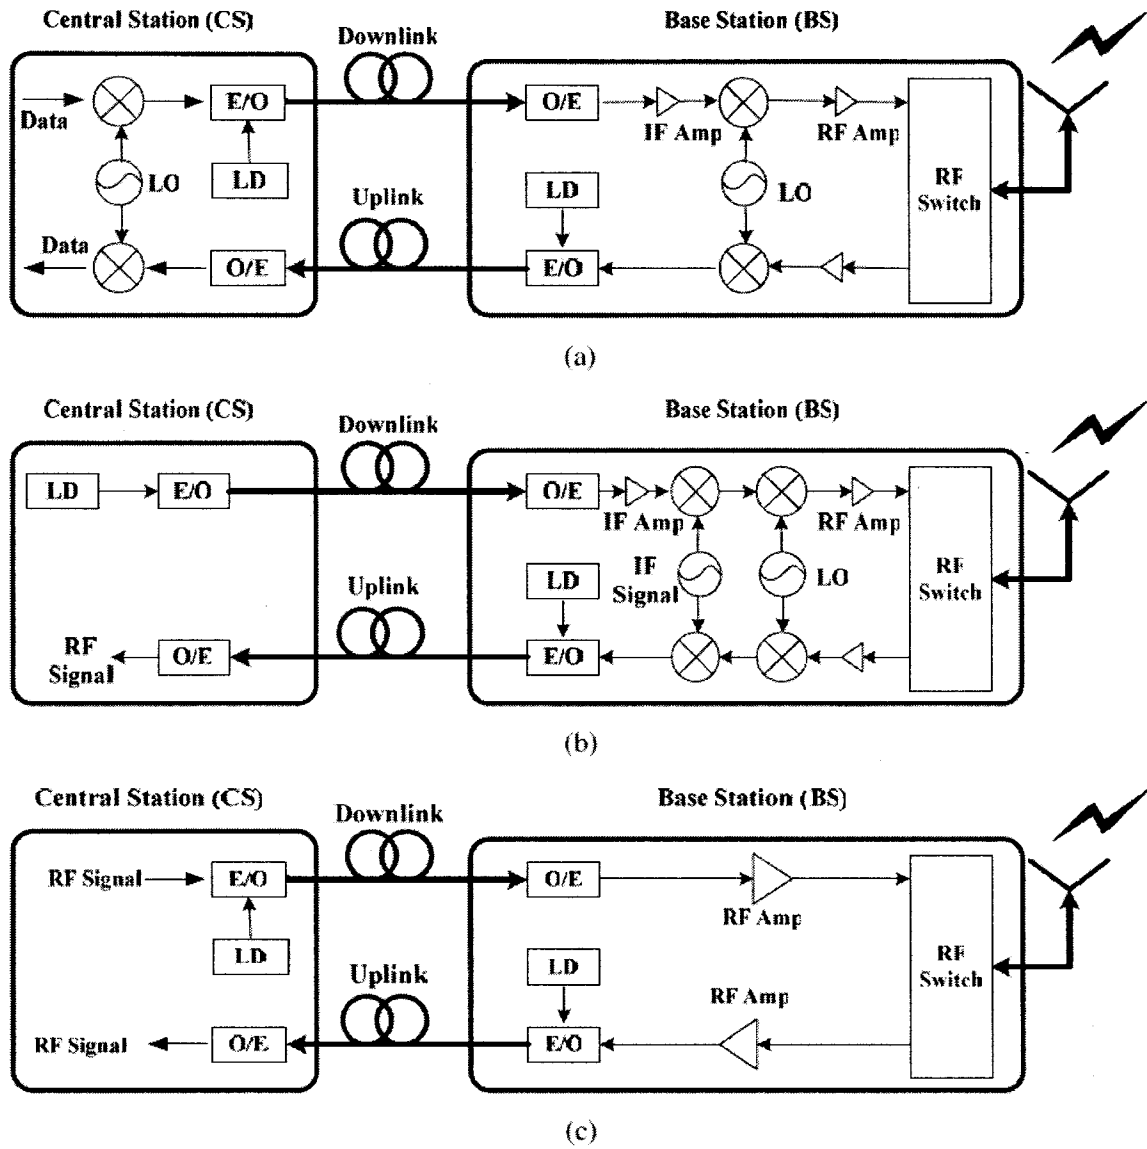 Central Station (CS)
Downlink
Base Station (BS)
Data
E/O
LD
LO
O/E
IF Amp
RF Amp
LD
LO
RF
Switch
Uplink
Data
O/E
E/O
(a)
Central Station (CS)
Downlink
Base Station (BS)
LD
E/O
O/E
IF Amp
RF Amp
LD
IF
Signal
LO
RF
Switch
Uplink
RF
Signal
O/E
E/O
(b)
Central Station (CS)
Downlink
Base Station (BS)
RF Signal
E/O
LD
O/E
RF Amp
LD
RF Amp
RF
Switch
Uplink
RF Signal
O/E
E/O
(c)